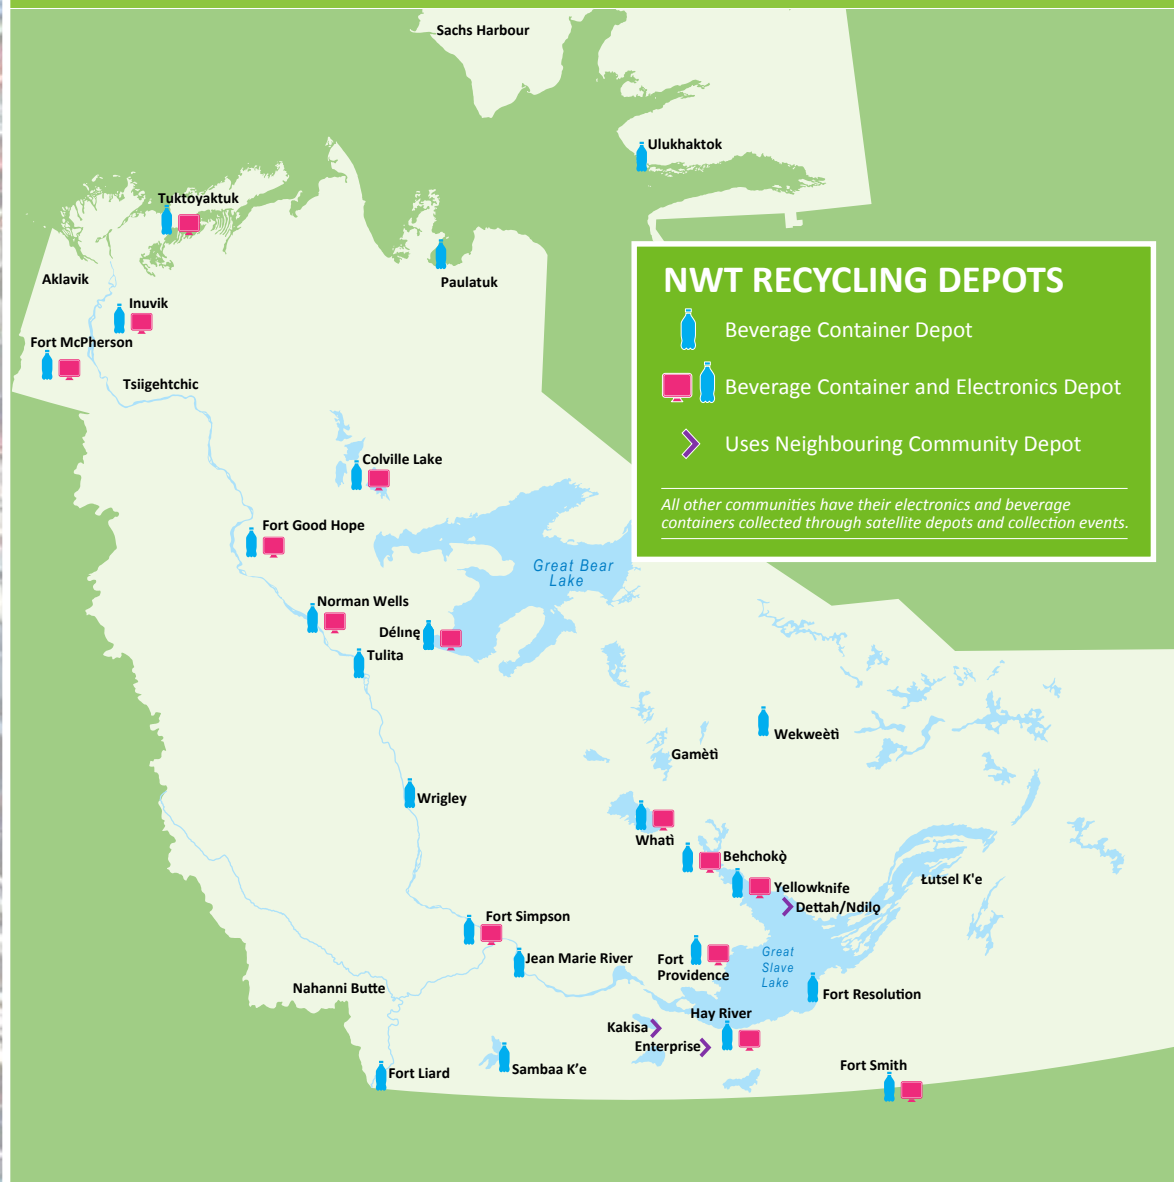 Sachs Harbour
Ulukhaktok
Tuktoyaktuk
Aklavik
Paulatuk
Inuvik
Fort McPherson
Tsiigehtchic
NWT RECYCLING DEPOTS
Beverage Container Depot
Beverage Container and Electronics Depot
Uses Neighbouring Community Depot
All other communities have their electronics and beverage
containers collected through satellite depots and collection events.
Colville Lake
Fort Good Hope
Great Bear
Lake
Norman Wells
Délı̨nę
Tulita
Wekweètì
Gamètì
Wrigley
Whatì
Behchokǫ̀
Yellowknife
Dettah/Ndilǫ
Łutsel K'e
Fort Simpson
Jean Marie River
Fort
Providence
Great
Slave
Lake
Nahanni Butte
Fort Resolution
Hay River
Kakisa
Enterprise
Fort Liard
Sambaa K’e
Fort Smith